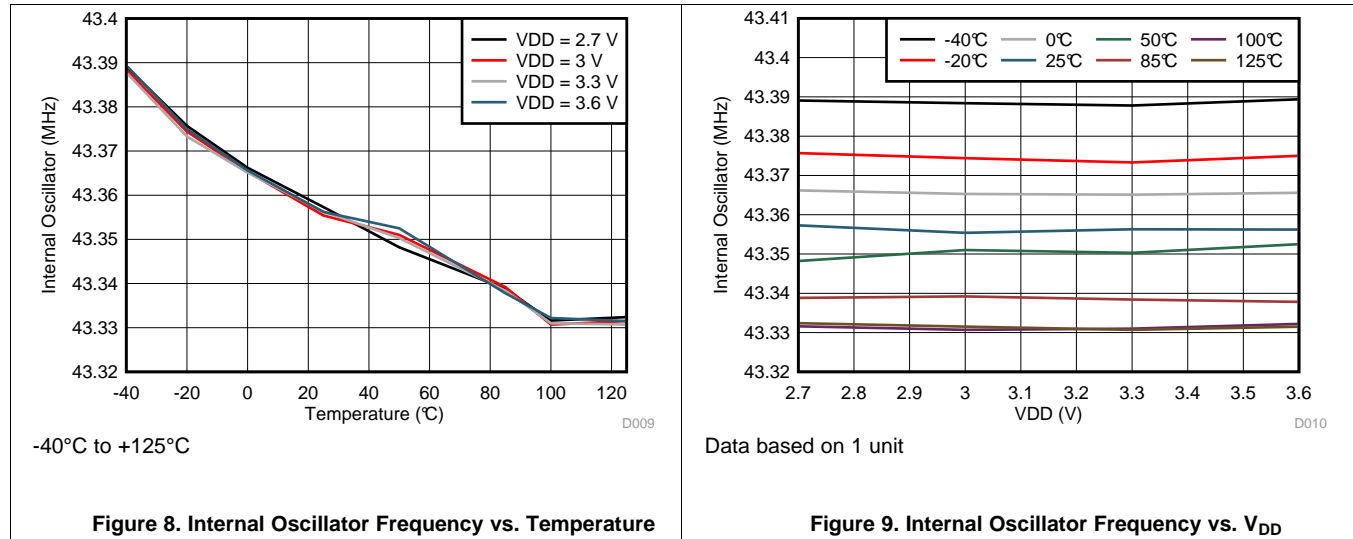 43.4
43.39
43.38
43.37
43.36
43.35
43.34
43.33
43.32
-40
-20
0
20
40
60
80
100
120
Temperature (°C)
Internal Oscillator (MHz)
VDD = 2.7 V
VDD = 3 V
VDD = 3.3 V
VDD = 3.6 V
D009
-40°C to +125°C
Figure 8. Internal Oscillator Frequency vs. Temperature
43.41
43.4
43.39
43.38
43.37
43.36
43.35
43.34
43.33
43.32
2.7
2.8
2.9
3
3.1
3.2
3.3
3.4
3.5
3.6
VDD (V)
Internal Oscillator (MHz)
-40°C
-20°C
0°C
25°C
50°C
85°C
100°C
125°C
D010
Data based on 1 unit
Figure 9. Internal Oscillator Frequency vs. VDD